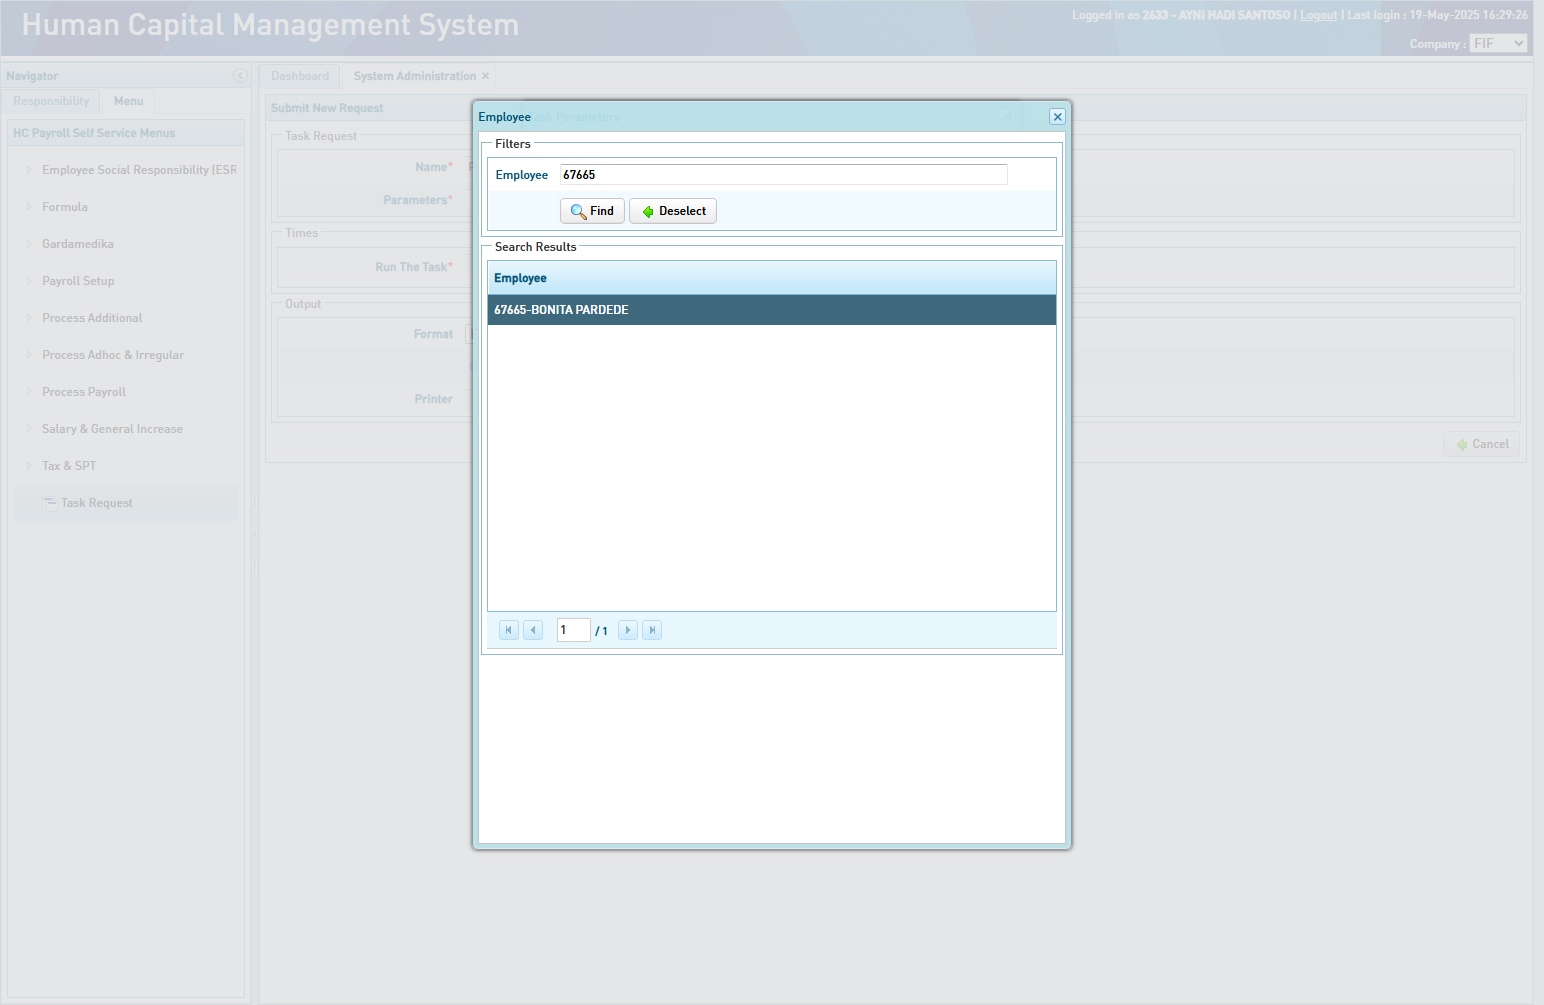 Human Capital Management System
Logged in as 2633 - AYNI HADI SANTOSO | Logout | Last login : 19-May-2025 16:29:26
Company : FIF
Navigator
Responsibility
Menu
HC Payroll Self Service Menus
Employee Social Responsibility (ESR
Formula
Gardamedika
Payroll Setup
Process Additional
Process Adhoc & Irregular
Process Payroll
Salary & General Increase
Tax & SPT
Task Request
Dashboard
System Administration
Submit New Request
Task Request
Name*
Parameters*
Times
Run The Task*
Output
Format
Printer
Cancel
Employee
Parameters
Filters
Employee
67665
Find
Deselect
Search Results
Employee
67665-BONITA PARDEDE
1 / 1